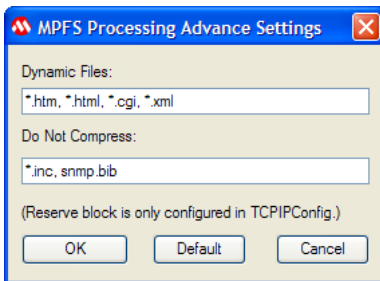 MPFS Processing Advance Settings
Dynamic Files:
*.htm, *.html, *.cgi, *.xml
Do Not Compress:
*.inc, snmp.bib
(Reserve block is only configured in TCPIPConfig.)
OK Default Cancel